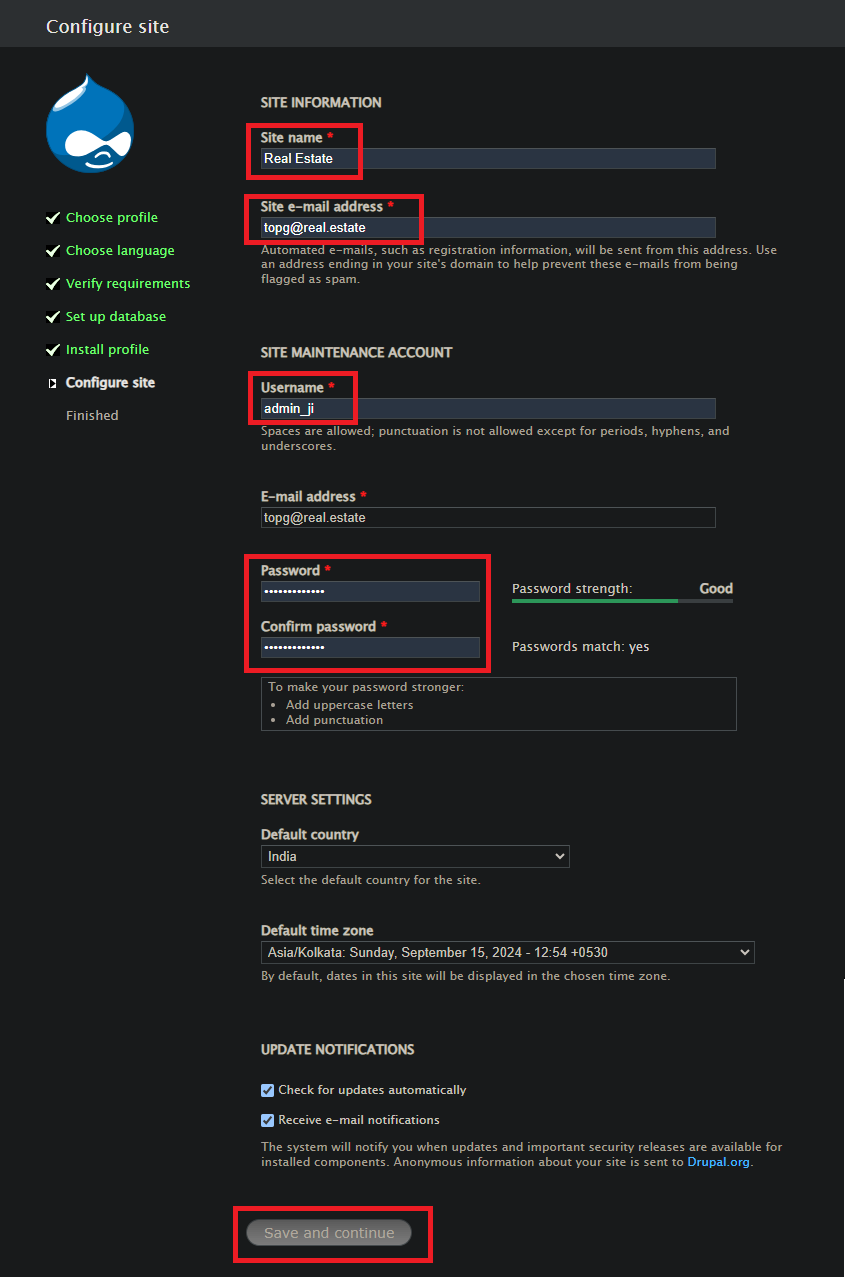 Configure site
Choose profile
Choose language
Verify requirements
Set up database
Install profile
Configure site
Finished
SITE INFORMATION
Site name *
Real Estate
Site e-mail address *
topg@real.estate
Automated e-mails, such as registration information, will be sent from this address. Use
an address ending in your site's domain to help prevent these e-mails from being
flagged as spam.
SITE MAINTENANCE ACCOUNT
Username *
admin_ji
Spaces are allowed; punctuation is not allowed except for periods, hyphens, and
underscores.
E-mail address *
topg@real.estate
Password *
•••••••••••••
Password strength: Good
Confirm password *
•••••••••••••
Passwords match: yes
To make your password stronger:
• Add uppercase letters
• Add punctuation
SERVER SETTINGS
Default country
India
Select the default country for the site.
Default time zone
Asia/Kolkata: Sunday, September 15, 2024 - 12:54 +0530
By default, dates in this site will be displayed in the chosen time zone.
UPDATE NOTIFICATIONS
Check for updates automatically
Receive e-mail notifications
The system will notify you when updates and important security releases are available for
installed components. Anonymous information about your site is sent to Drupal.org.
Save and continue